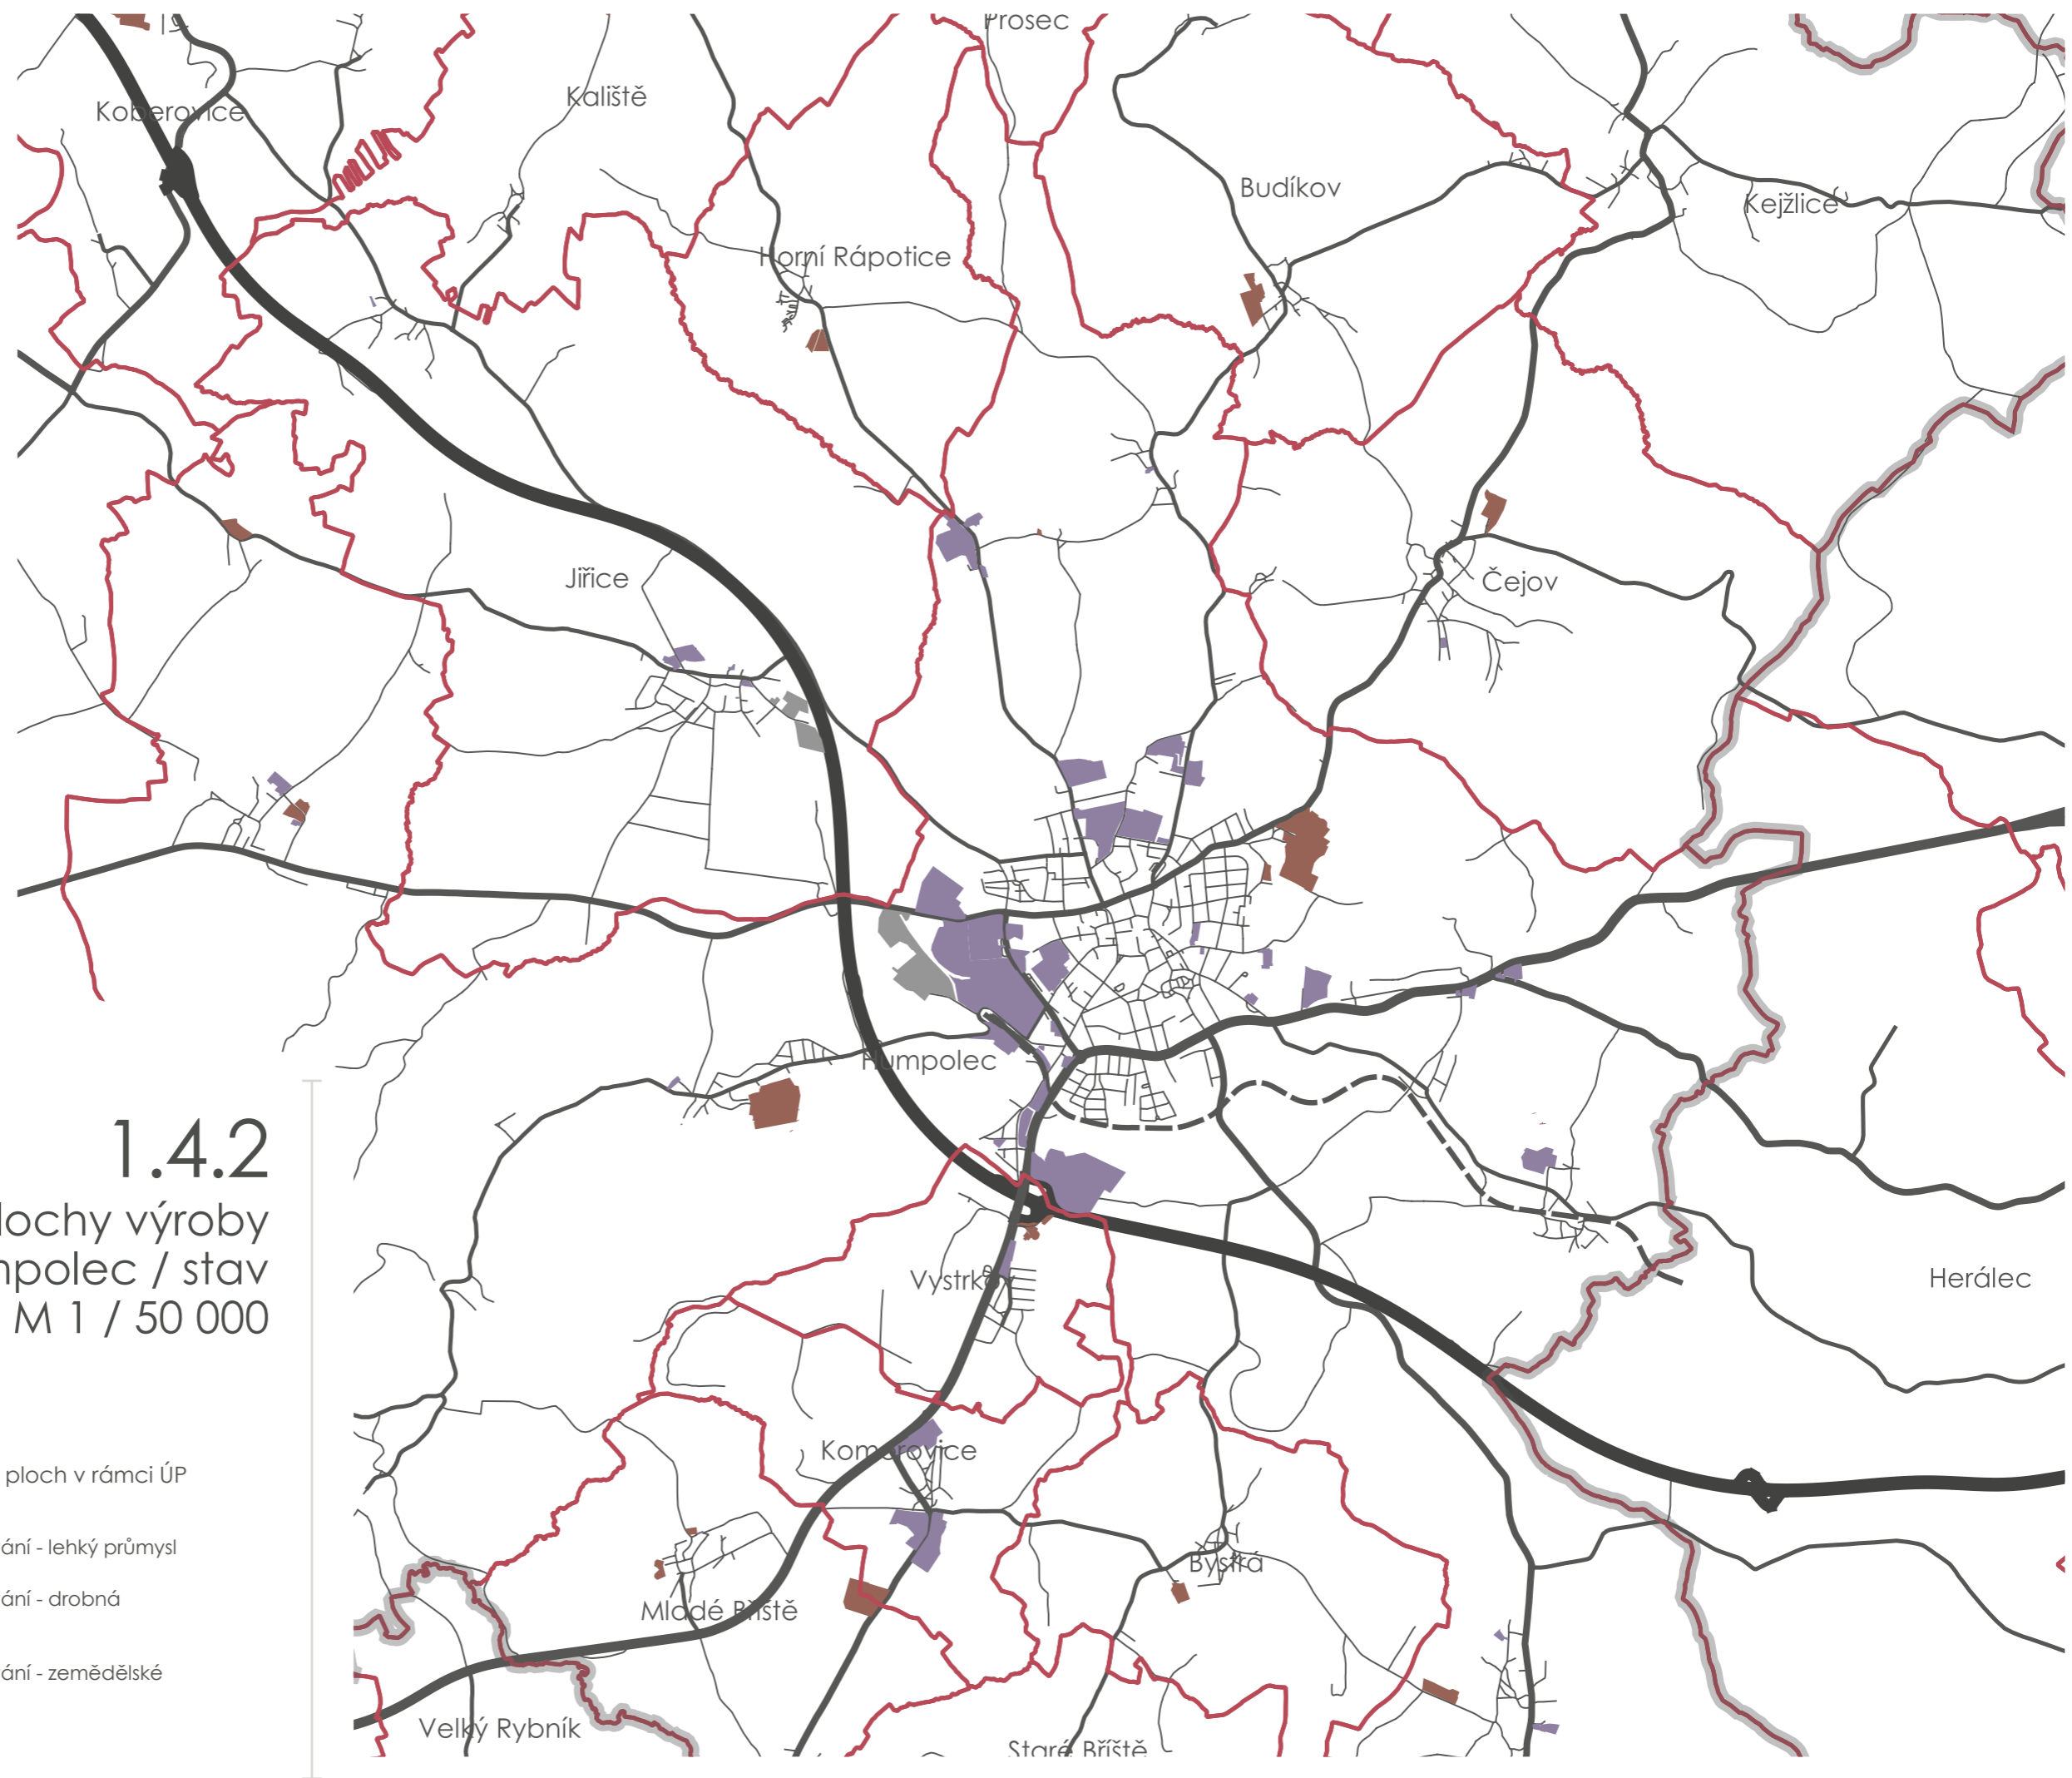 Prosec
Koberovice
Kaliště
Budíkov
Kejžlice
Horní Rápotice
Jiřice
Čejov
Humpolec
Herálec
Vystrkov
Komorovice
Bystrá
Mladé Bříště
Velký Rybník
Staré Bříště
1.4.2
lochy výroby
npolec / stav
M 1 / 50 000
ploch v rámci ÚP
ání - lehký průmysl
ání - drobná
ání - zemědělské